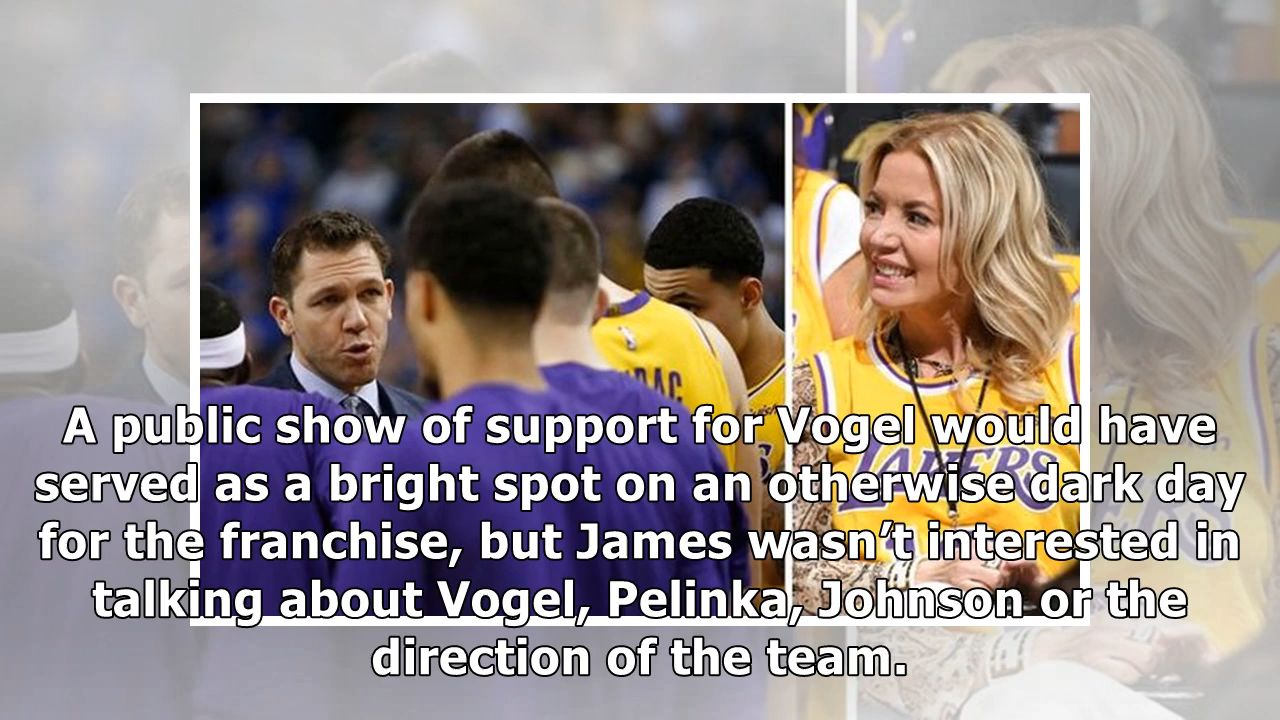 A public show of support for Vogel would have
served as a bright spot on an otherwise dark day
for the franchise, but James wasn’t interested in
talking about Vogel, Pelinka, Johnson or the
direction of the team.
LAKERS